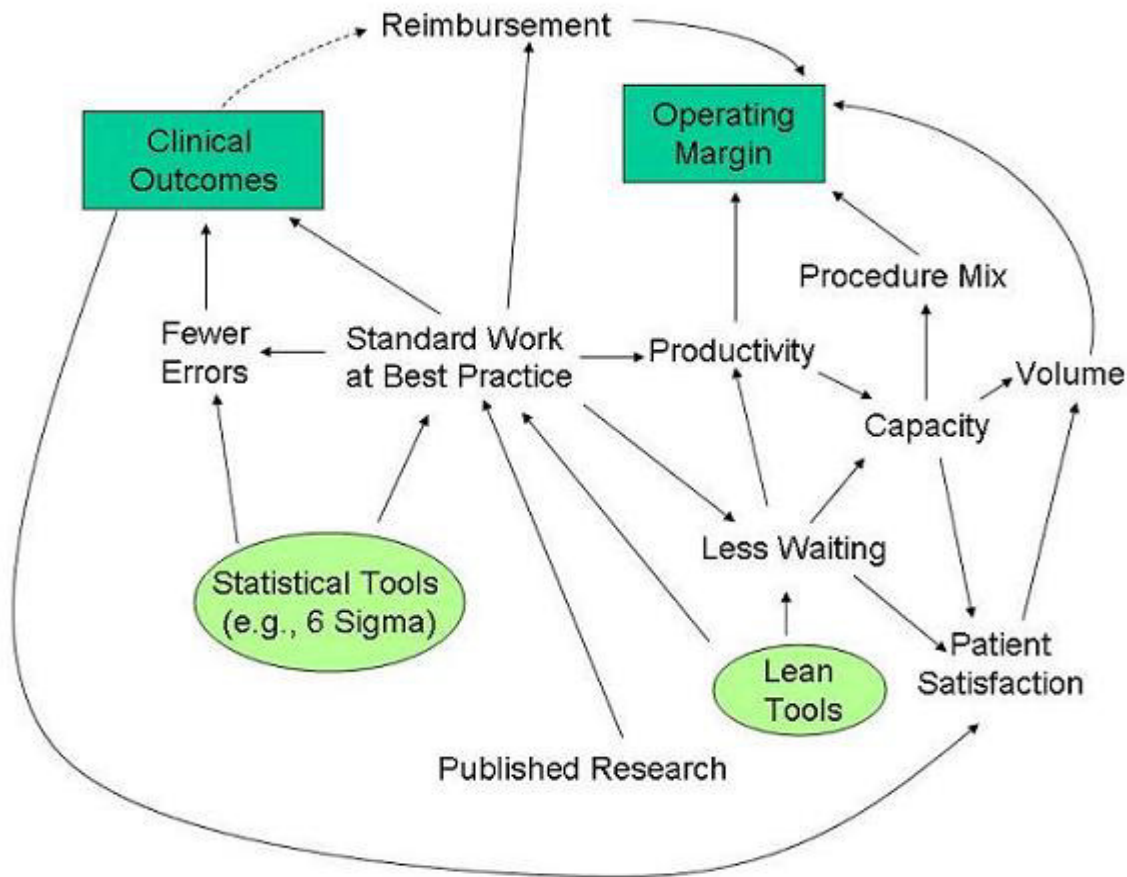 Reimbursement
Clinical
Outcomes
Operating
Margin
Procedure Mix
Fewer
Errors
Standard Work
at Best Practice
Productivity
Volume
Capacity
Less Waiting
Statistical Tools
(e.g., 6 Sigma)
Patient
Satisfaction
Lean
Tools
Published Research